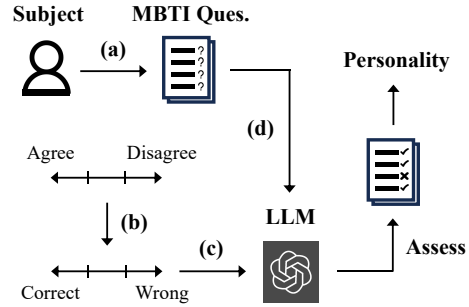 Subject
MBTI Ques.
(a)
Personality
(d)
Agree
Disagree
(b)
LLM
(c)
Correct
Wrong
Assess
?
?
?
?